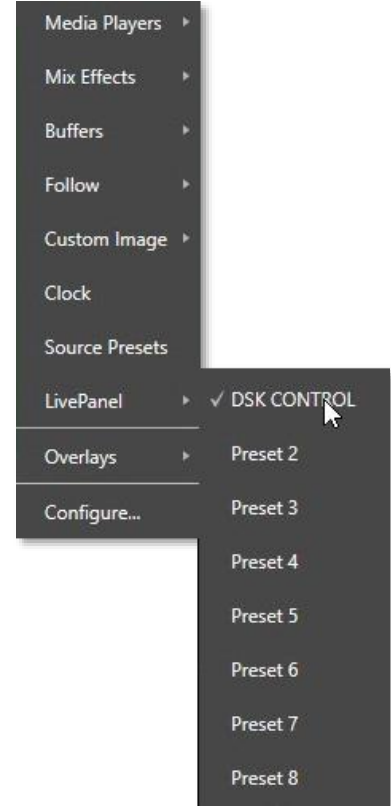 Media Players
Mix Effects
Buffers
Follow
Custom Image
Clock
Source Presets
LivePanel
Overlays
Configure...
✓ DSK CONTROL
Preset 2
Preset 3
Preset 4
Preset 5
Preset 6
Preset 7
Preset 8